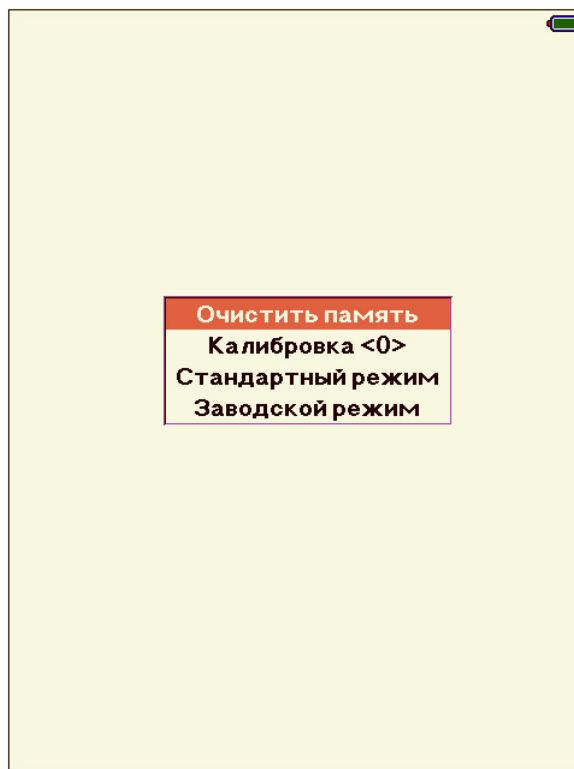 Очистить память
Калибровка <0>
Стандартный режим
Заводской режим